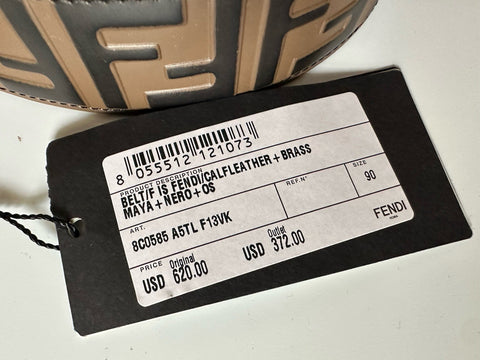 8 055512 121073
PRODUCT DESCRIPTION
BELT/F IS FENDI/CALFLEATHER+BRASS
MAYA+NERO+OS
ART.
8C0585 A5TL F13VK
REF.N°
SIZE
90
PRICE Original
USD 620.00
Outlet
USD 372.00
FENDI
ROMA